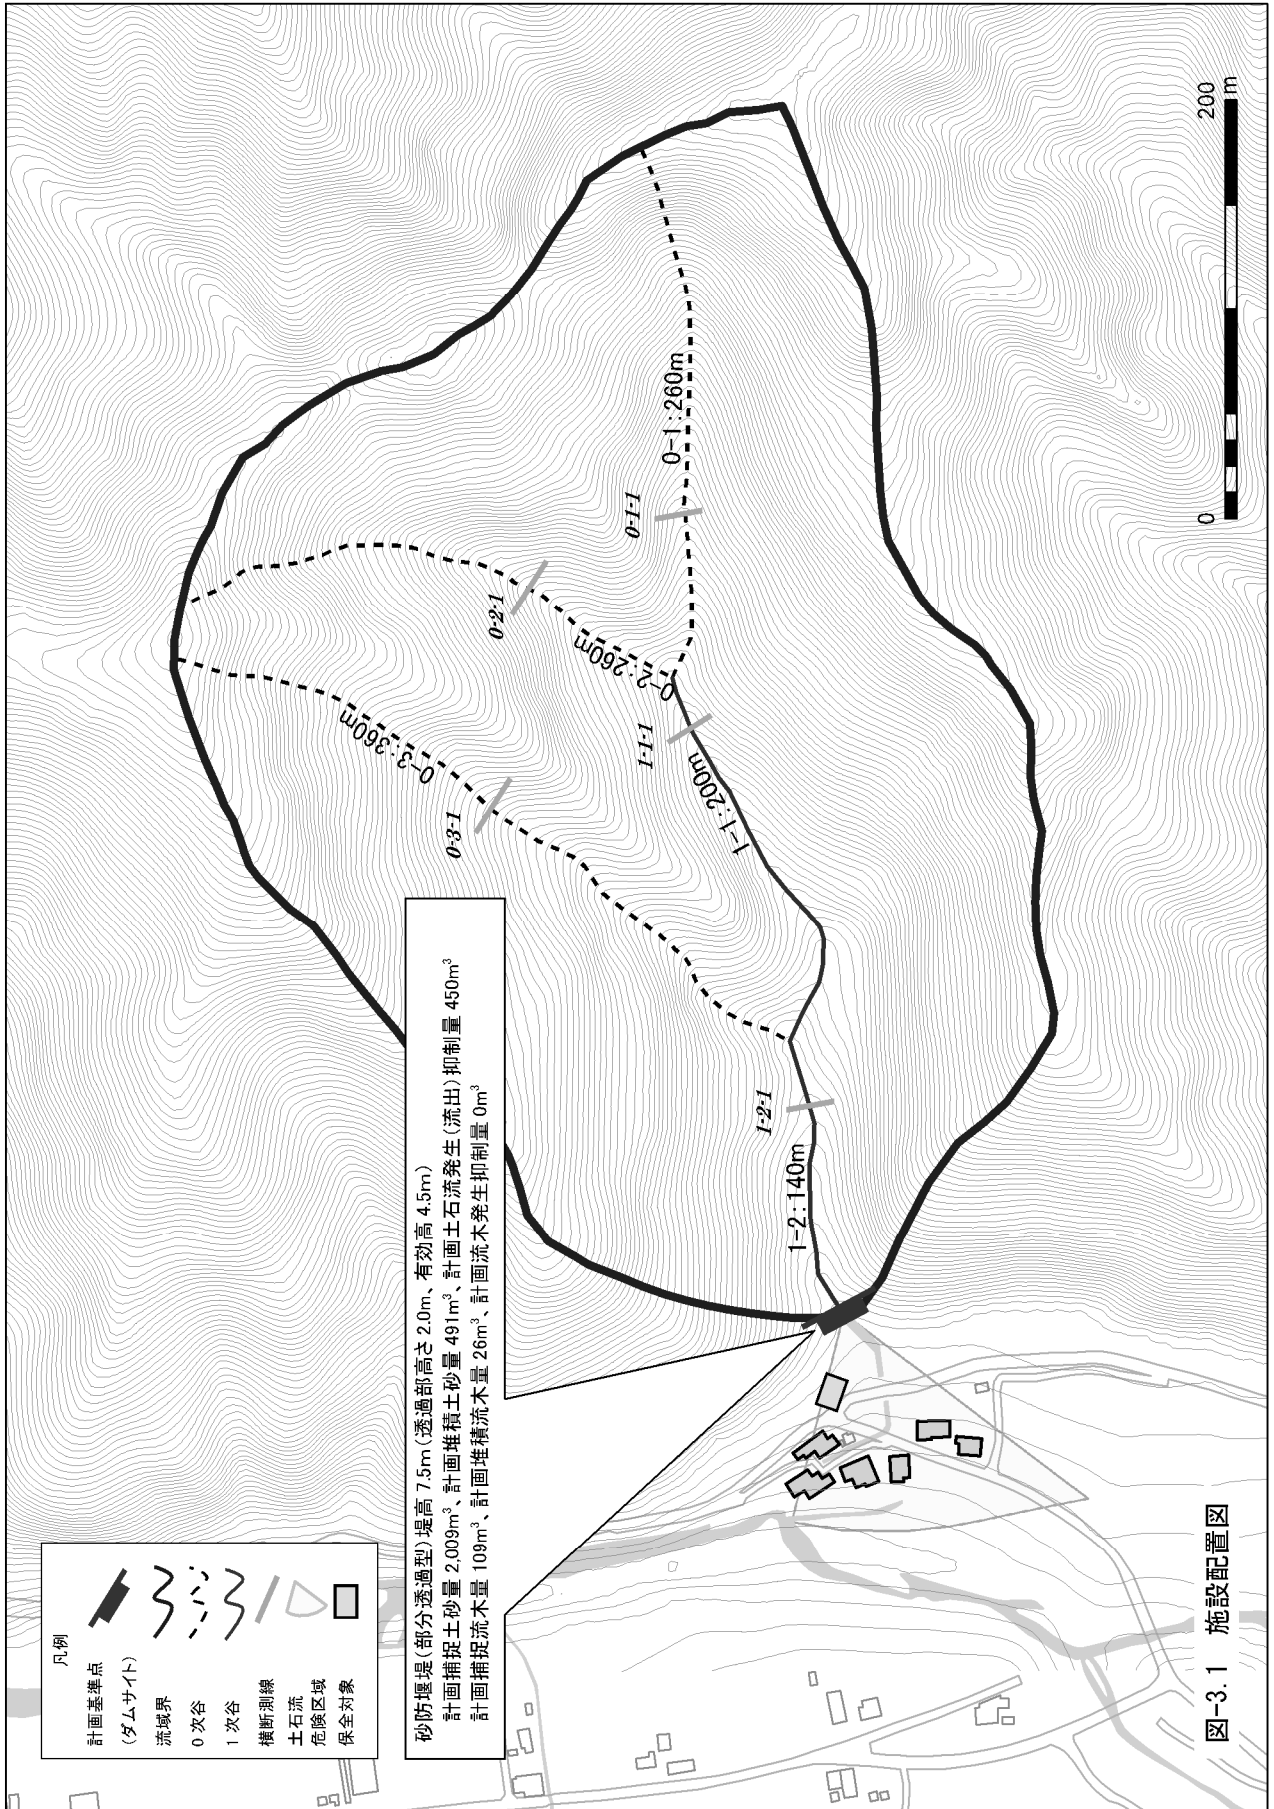 凡例
計画基準点
(ダムサイト)
流域界
0次谷
1次谷
横断測線
土石流
危険区域
保全対象
砂防堰堤(部分透過型)堤高 7.5m(透過部高さ 2.0m、有効高 4.5m)
計画捕捉土砂量 2,009m³、計画堆積土砂量 491m³、計画土石流発生(流出)抑制量 450m³
計画捕捉流木量 109m³、計画堆積流木量 26m³、計画流木発生抑制量 0m³
0-3:360m
0-3-1
0-2-1
0-2:260m
0-1-1
0-1:260m
1-1-1
1-1:200m
1-2-1
1-2:140m
0
200
m
図-3.1 施設配置図